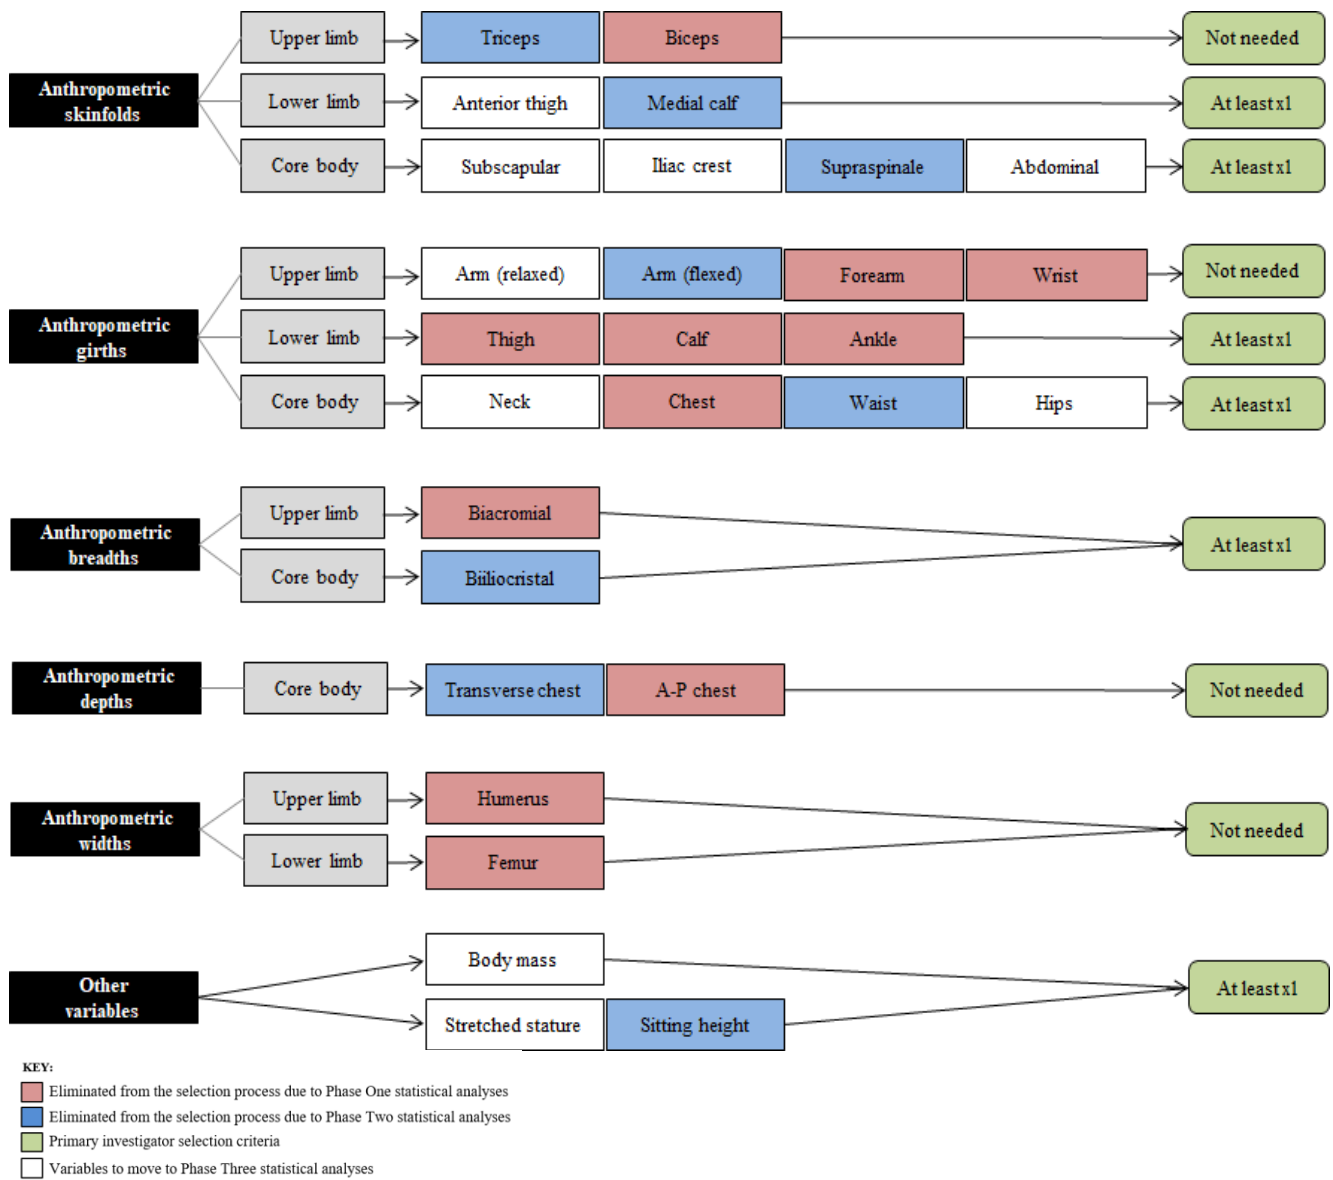 Upper limb
Triceps
Biceps
Not needed
Anthropometric
skinfolds
Lower limb
Anterior thigh
Medial calf
At least x1
Core body
Subscapular
Iliac crest
Supraspinale
Abdominal
At least x1
Upper limb
Arm (relaxed)
Arm (flexed)
Forearm
Wrist
Not needed
Anthropometric
girths
Lower limb
Thigh
Calf
Ankle
At least x1
Core body
Neck
Chest
Waist
Hips
At least x1
Anthropometric
breadths
Upper limb
Biacromial
Core body
Biiliocristal
At least x1
Anthropometric
depths
Core body
Transverse chest
A-P chest
Not needed
Anthropometric
widths
Upper limb
Humerus
Lower limb
Femur
Not needed
Other
variables
Body mass
Stretched stature
Sitting height
At least x1
KEY:
Eliminated from the selection process due to Phase One statistical analyses
Eliminated from the selection process due to Phase Two statistical analyses
Primary investigator selection criteria
Variables to move to Phase Three statistical analyses